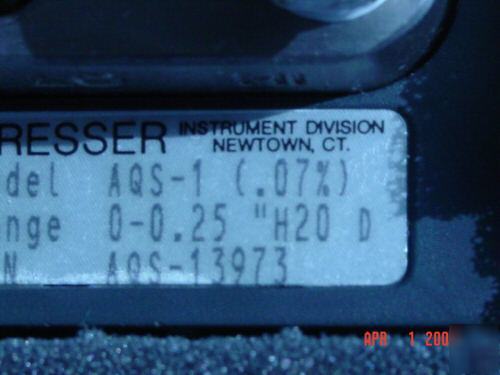 RESSER INSTRUMENT DIVISION
NEWTOWN, CT.
del AQS-1 (.07%)
nge 0-0.25 "H20 D
N AQS-13973
APR 1 200